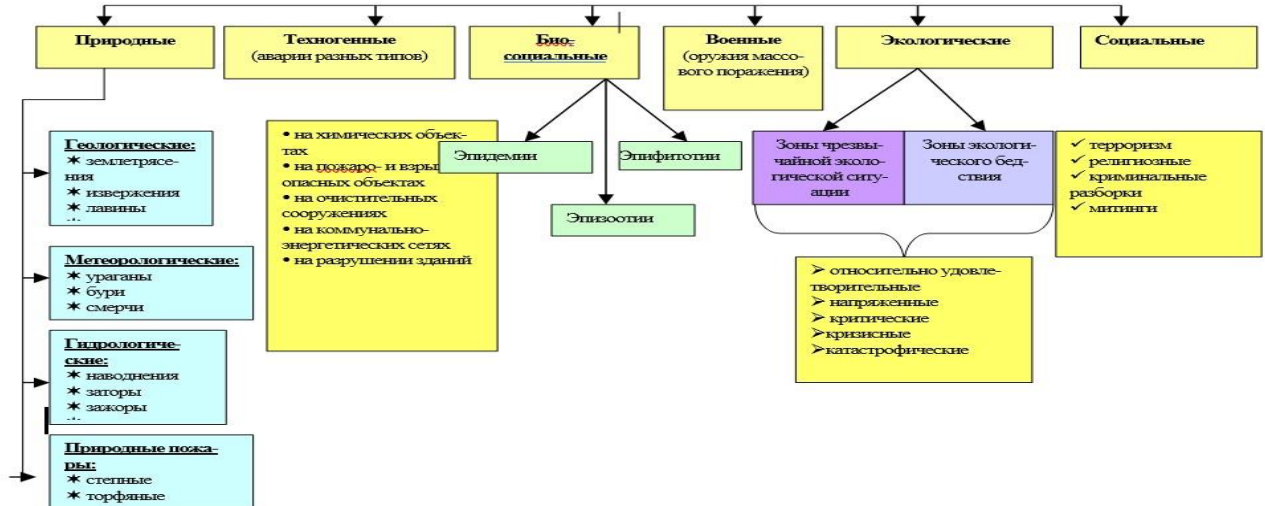 Природные
Техногенные
(аварии разных типов)
Био-
социальные
Военные
(оружия массо-
вого поражения)
Экологические
Социальные
Геологические:
✶ землетрясе-
ния
✶ извержения
✶ лавины
Метеорологические:
✶ ураганы
✶ бури
✶ смерчи
Гидрологиче-
ские:
✶ наводнения
✶ заторы
✶ зажоры
Природные пожа-
ры:
✶ степные
✶ торфяные
• на химических объек-
тах
• на пожаро- и взры
опасных объектах
• на очистительных
сооружениях
• на коммунально-
энергетических сетях
• на разрушении зданий
Эпидемии
Эпифитотии
Эпизоотии
Зоны чрезвы-
чайной эколо-
гической ситу-
ации
Зоны экологи-
ческого бед-
ствия
➢ относительно удовле-
творительные
➢ напряженные
➢ критические
➢кризисные
➢катастрофические
✓ терроризм
✓ религиозные
✓ криминальные
разборки
✓ митинги